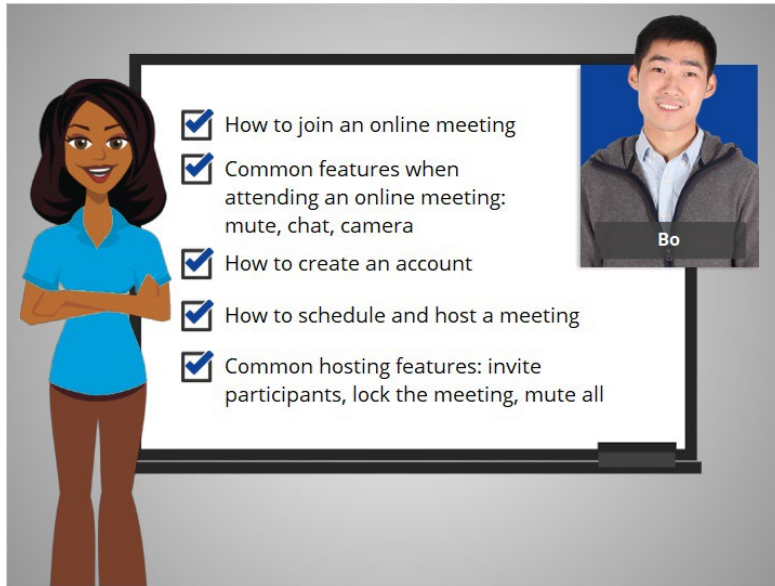 How to join an online meeting
Common features when
attending an online meeting:
mute, chat, camera
How to create an account
How to schedule and host a meeting
Common hosting features: invite
participants, lock the meeting, mute all
Bo